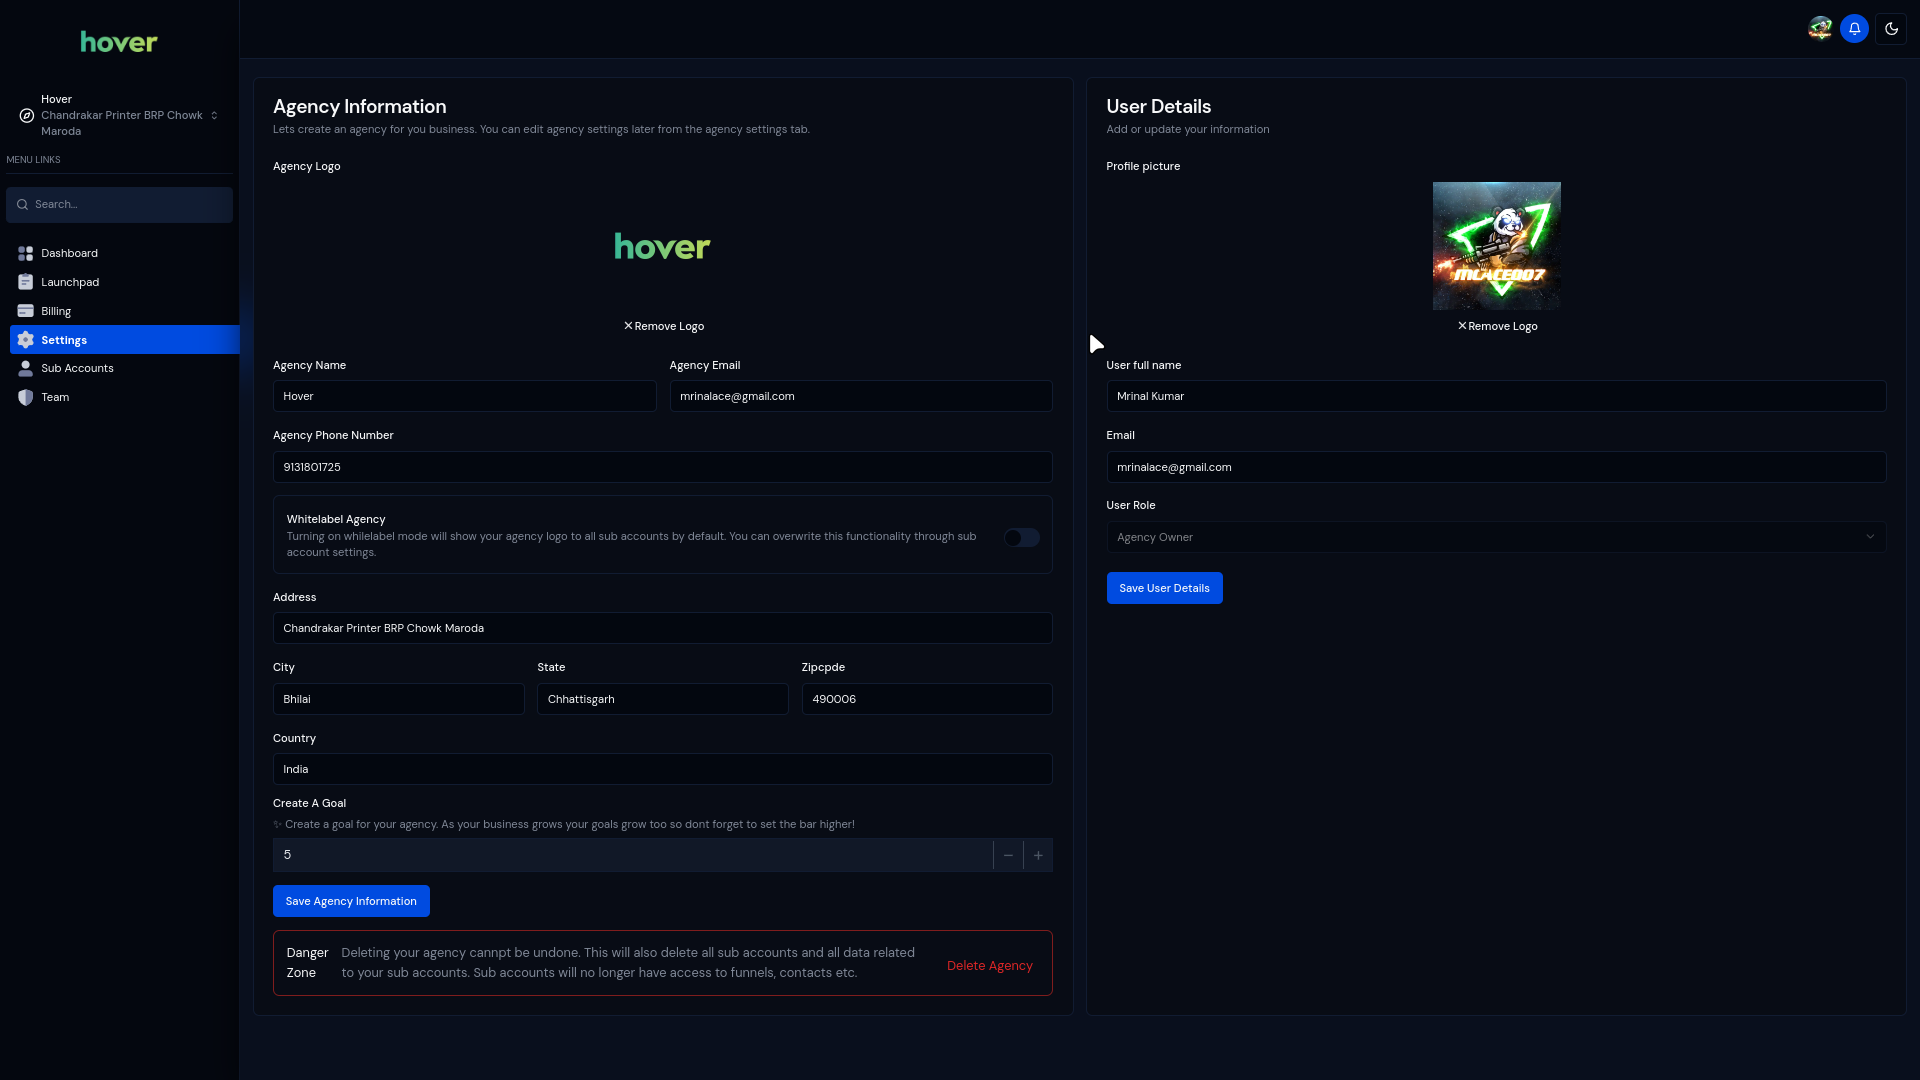 hover
Hover
Chandrakar Printer BRP Chowk
Maroda
MENU LINKS
Search...
Dashboard
Launchpad
Billing
Settings
Sub Accounts
Team
Agency Information
Lets create an agency for you business. You can edit agency settings later from the agency settings tab.
Agency Logo
hover
Remove Logo
Agency Name
Agency Email
Hover
mrinalace@gmail.com
Agency Phone Number
9131801725
Whitelabel Agency
Turning on whilelabel mode will show your agency logo to all sub accounts by default. You can overwrite this functionality through sub
account settings.
Address
Chandrakar Printer BRP Chowk Maroda
City
State
Zipcpde
Bhilai
Chhattisgarh
490006
Country
India
Create A Goal
✨ Create a goal for your agency. As your business grows your goals grow too so dont forget to set the bar higher!
5
Save Agency Information
Danger
Zone
Deleting your agency cannpt be undone. This will also delete all sub accounts and all data related
to your sub accounts. Sub accounts will no longer have access to funnels, contacts etc.
Delete Agency
User Details
Add or update your information
Profile picture
MLACE007
Remove Logo
User full name
Mrinal Kumar
Email
mrinalace@gmail.com
User Role
Agency Owner
Save User Details